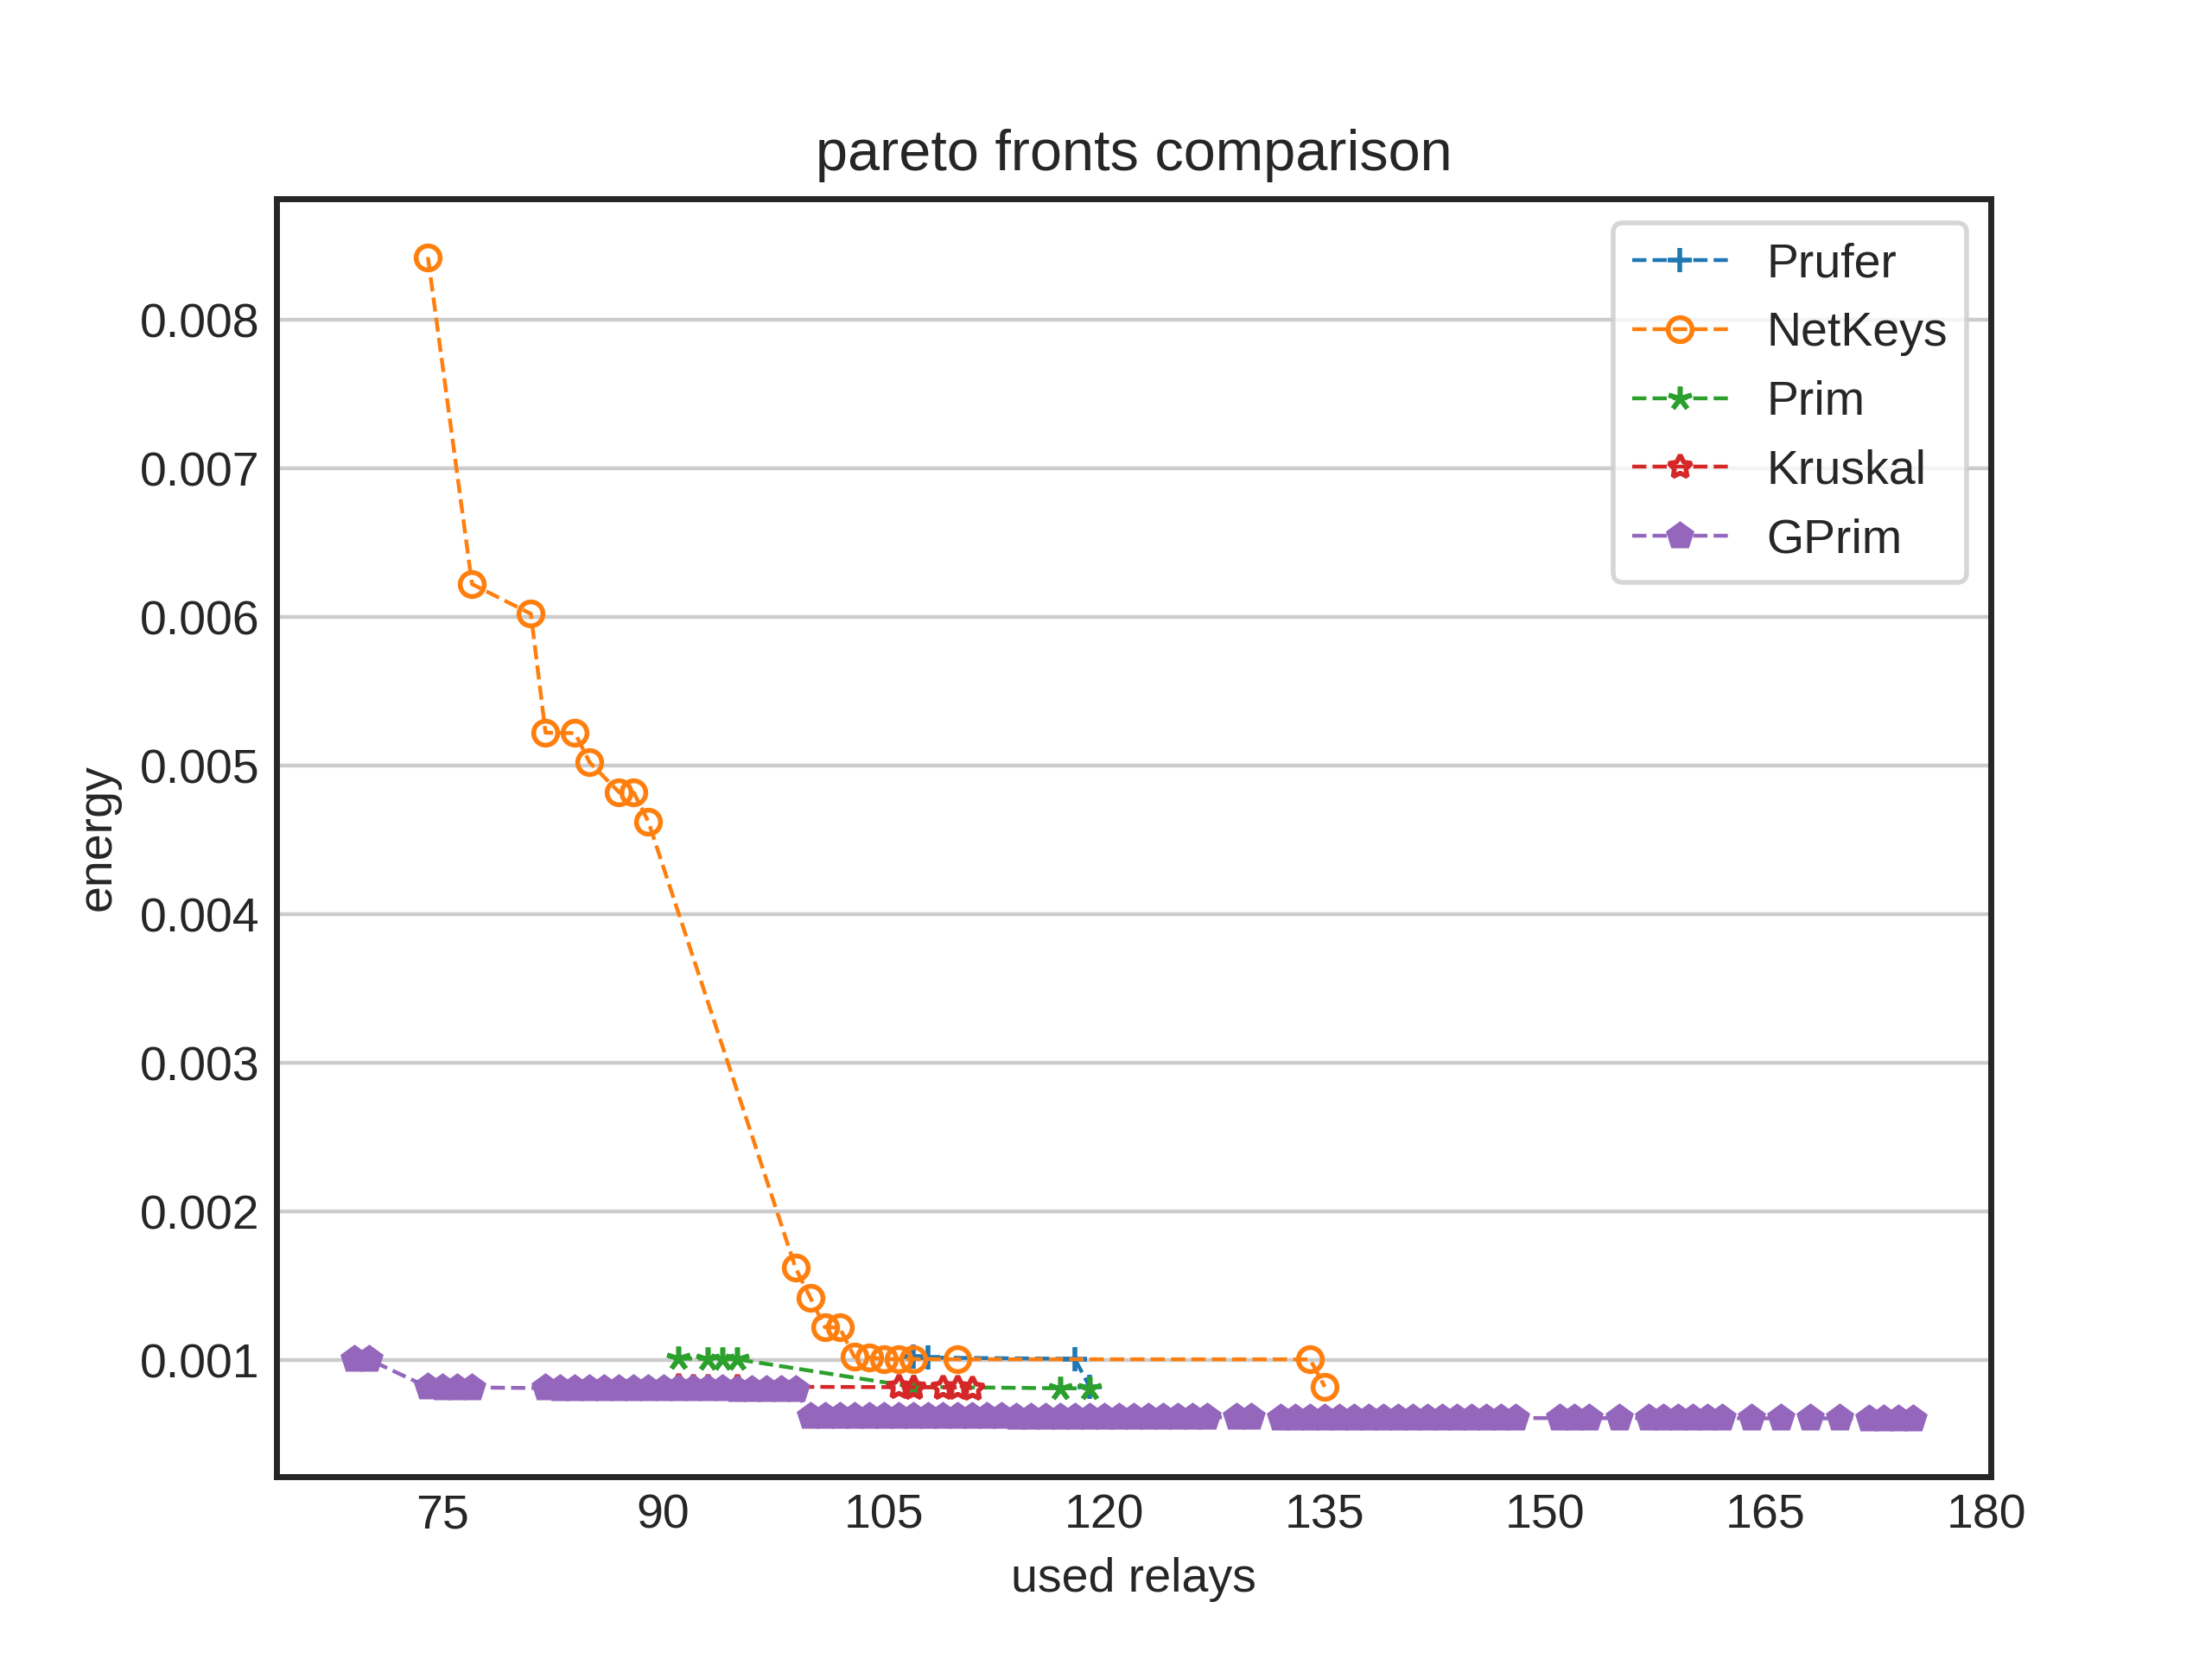 pareto fronts comparison
Prufer
NetKeys
Prim
Kruskal
GPrim
0.008
0.007
0.006
0.005
0.004
0.003
0.002
0.001
energy
75 90 105 120 135 150 165 180
used relays